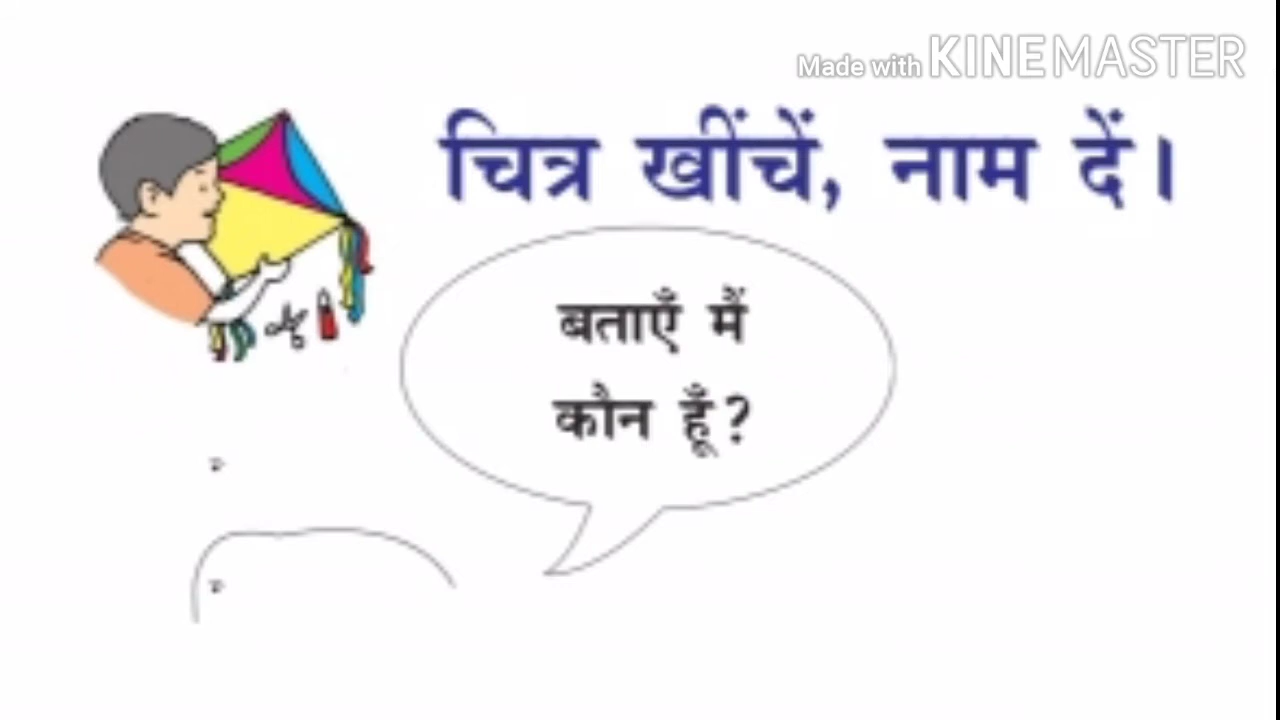 Made with KINEMASTER
चित्र खींचें, नाम दें।
बताएँ मैं
कौन हूँ?